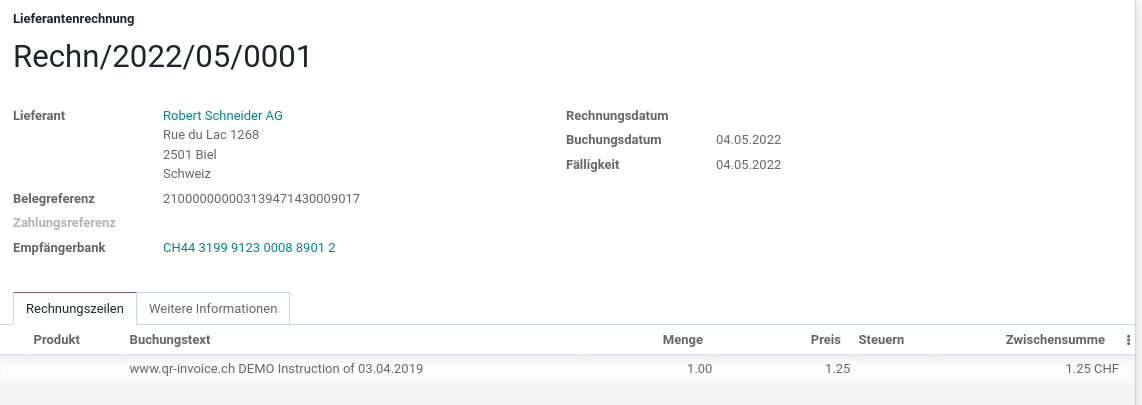 Lieferantenrechnung
Rechn/2022/05/0001
Lieferant Robert Schneider AG Rechnungsdatum
Rue du Lac 1268
Buchungsdatum 04.05.2022
2501 Biel
Fälligkeit 04.05.2022
Schweiz
Belegreferenz 210000000003139471430009017
Zahlungsreferenz
Empfängerbank CH44 3199 9123 0008 8901 2
Rechnungszeilen Weitere Informationen
Produkt Buchungstext Menge Preis Steuern Zwischensumme
www.qr-invoice.ch DEMO Instruction of 03.04.2019 1.00 1.25 1.25 CHF